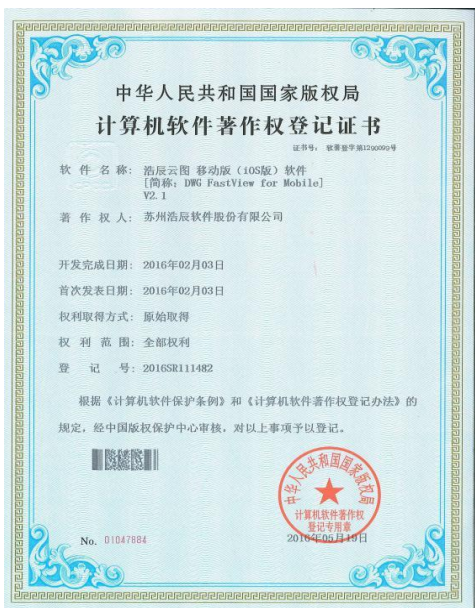 中华人民共和国国家版权局
计算机软件著作权登记证书
证书号： 软著登字第1290099号
软件名称： 浩辰云图 移动版（iOS版）软件
[简称：DWG FastView for Mobile]
V2.1
著作权人： 苏州浩辰软件股份有限公司
开发完成日期： 2016年02月03日
首次发表日期： 2016年02月03日
权利取得方式： 原始取得
权利范围： 全部权利
登记号： 2016SR111482
根据《计算机软件保护条例》和《计算机软件著作权登记办法》的
规定，经中国版权保护中心审核，对以上事项予以登记。
中华人民共和国国家版权局
计算机软件著作权
登记专用章
No. 01047884
2016年05月19日